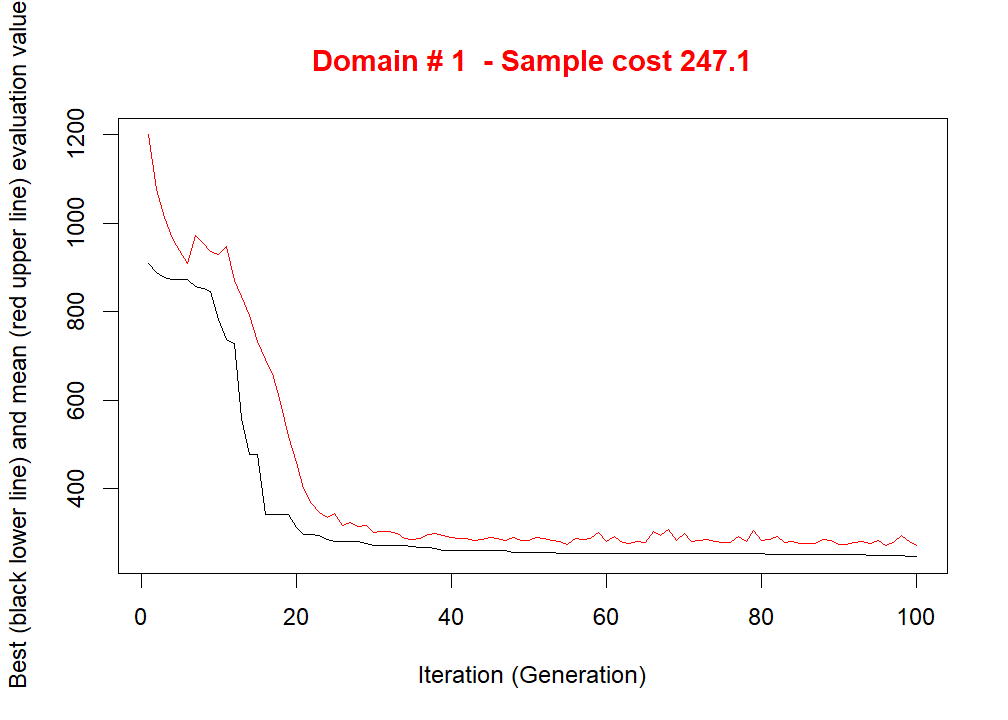 Domain # 1  - Sample cost 247.1
Best (black lower line) and mean (red upper line) evaluation value
1200
1000
800
600
400
0 20 40 60 80 100
Iteration (Generation)